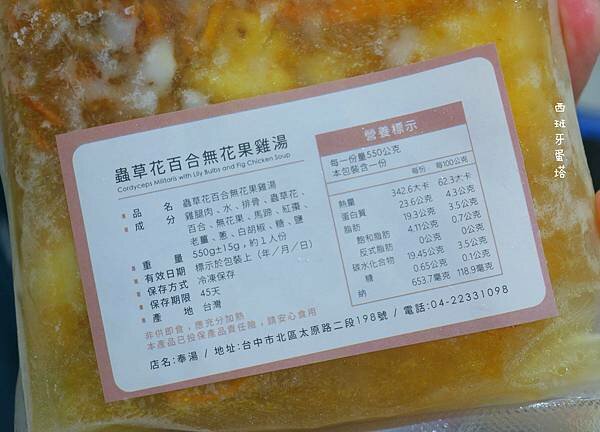 蟲草花百合無花果雞湯
Cordyceps Militaris with Lily Bulbs and Fig Chicken Soup
品名 蟲草花百合無花果雞湯
成分 雞腿肉、水、排骨、蟲草花、
百合、無花果、馬蹄、紅棗、
老薑、蔥、白胡椒、糖、鹽
重量 550g±15g，約1人份
有效日期 標示於包裝上（年／月／日）
保存方式 冷凍保存
保存期限 45天
產地 台灣
非供即食，應充分加熱
本產品已投保產品責任險，請安心食用
店名:奉湯 / 地址:台中市北區太原路二段198號 / 電話:04-22331098
營養標示
每一份量550公克
本包裝含一份
每份 每100公克
熱量 342.6大卡 62.3大卡
蛋白質 23.6公克 4.3公克
脂肪 19.3公克 3.5公克
飽和脂肪 4.11公克 0.7公克
反式脂肪 0公克 0公克
碳水化合物 19.45公克 3.5公克
糖 0.65公克 0.1公克
鈉 653.7毫克 118.9毫克
西班牙蛋塔